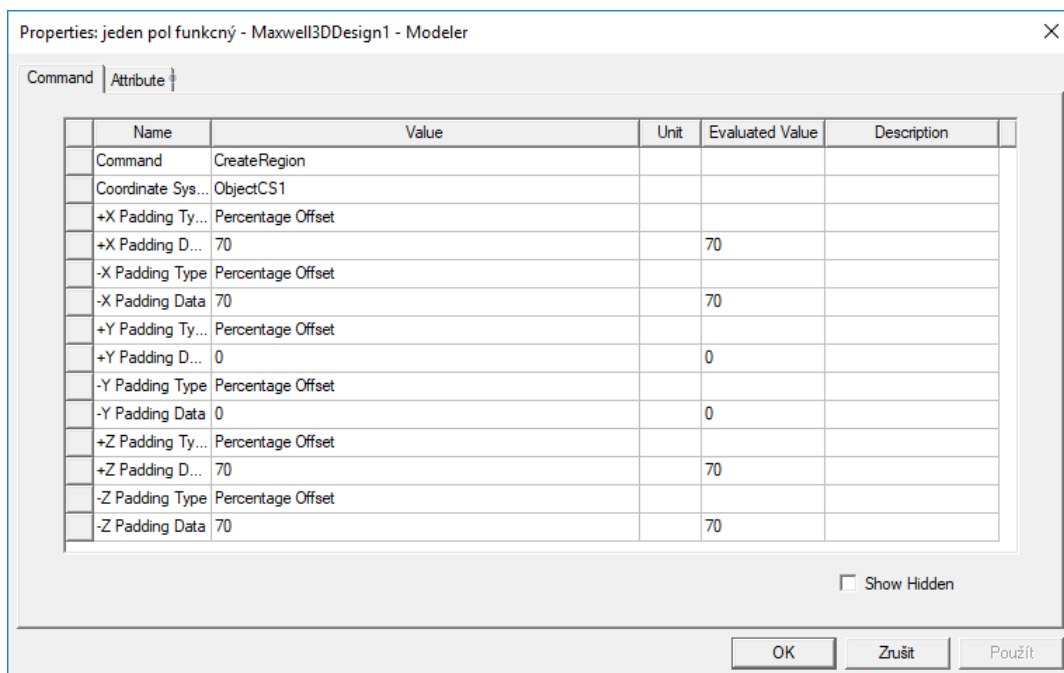 Properties: jeden pol funkcný - Maxwell3DDesign1 - Modeler
Command Attribute
Name Value Unit Evaluated Value Description
Command CreateRegion
Coordinate Sys... ObjectCS1
+X Padding Ty... Percentage Offset
+X Padding D... 70 70
-X Padding Type Percentage Offset
-X Padding Data 70 70
+Y Padding Ty... Percentage Offset
+Y Padding D... 0 0
-Y Padding Type Percentage Offset
-Y Padding Data 0 0
+Z Padding Ty... Percentage Offset
+Z Padding D... 70 70
-Z Padding Type Percentage Offset
-Z Padding Data 70 70
Show Hidden
OK Zrušit Použít